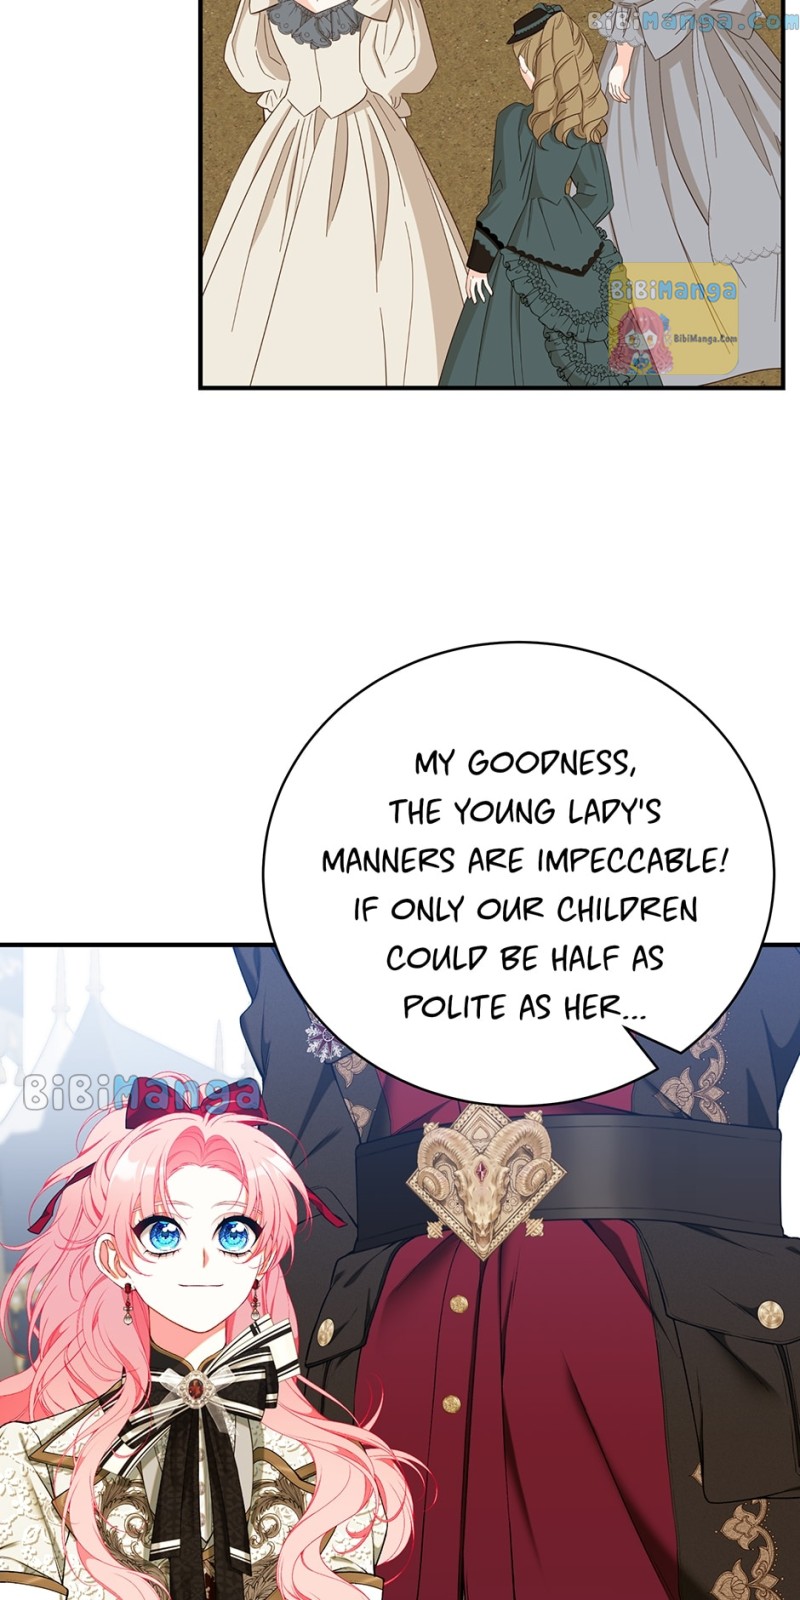 BiBiManga.Com
BiBiManga
BibiManga.Com
MY GOODNESS,
THE YOUNG LADY'S
MANNERS ARE IMPECCABLE!
IF ONLY OUR CHILDREN
COULD BE HALF AS
POLITE AS HER...
BiBiManga